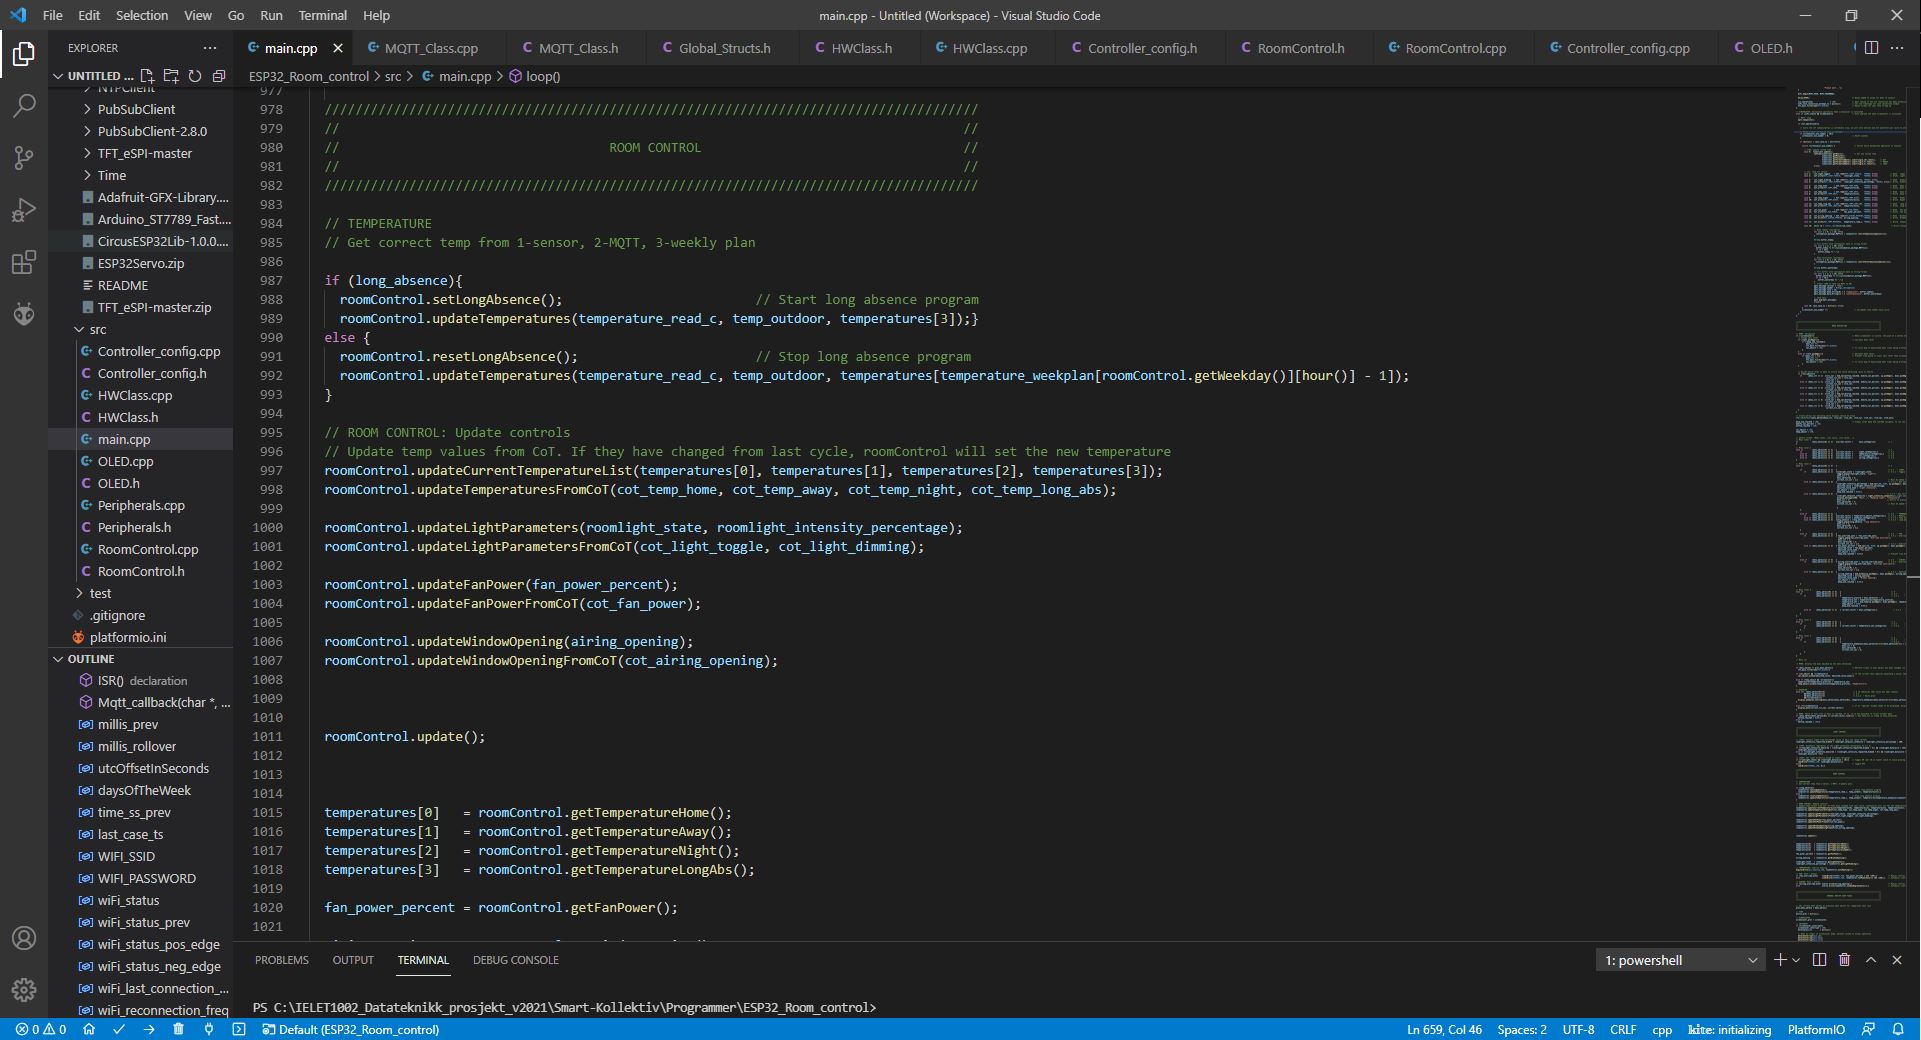 File Edit Selection View Go Run Terminal Help
main.cpp - Untitled (Workspace) - Visual Studio Code
EXPLORER
main.cpp MQTT_Class.cpp MQTT_Class.h Global_Structs.h HWClass.h HWClass.cpp Controller_config.h RoomControl.h RoomControl.cpp Controller_config.cpp OLED.h
UNTITLED ...
ESP32_Room_control > src > main.cpp > loop()
NTPClient
PubSubClient
PubSubClient-2.8.0
TFT_eSPI-master
Time
Adafruit-GFX-Library....
Arduino_ST7789_Fast....
CircusESP32Lib-1.0.0....
ESP32Servo.zip
README
TFT_eSPI-master.zip
src
Controller_config.cpp
Controller_config.h
HWClass.cpp
HWClass.h
main.cpp
OLED.cpp
OLED.h
Peripherals.cpp
Peripherals.h
RoomControl.cpp
RoomControl.h
test
.gitignore
platformio.ini
OUTLINE
ISR() declaration
Mqtt_callback(char *, ...
millis_prev
millis_rollover
utcOffsetInSeconds
daysOfTheWeek
time_ss_prev
last_case_ts
WIFI_SSID
WIFI_PASSWORD
wiFi_status
wiFi_status_prev
wiFi_status_pos_edge
wiFi_status_neg_edge
wiFi_last_connection_...
wiFi_reconnection_freq
977
978 /////////////////////////////////////////////////////////////////////////////////////
979 // //
980 // ROOM CONTROL //
981 // //
982 /////////////////////////////////////////////////////////////////////////////////////
983
984 // TEMPERATURE
985 // Get correct temp from 1-sensor, 2-MQTT, 3-weekly plan
986
987 if (long_absence){
988 roomControl.setLongAbsence(); // Start long absence program
989 roomControl.updateTemperatures(temperature_read_c, temp_outdoor, temperatures[3]);}
990 else {
991 roomControl.resetLongAbsence(); // Stop long absence program
992 roomControl.updateTemperatures(temperature_read_c, temp_outdoor, temperatures[temperature_weekplan[roomControl.getWeekday()][hour()] - 1]);
993 }
994
995 // ROOM CONTROL: Update controls
996 // Update temp values from CoT. If they have changed from last cycle, roomControl will set the new temperature
997 roomControl.updateCurrentTemperatureList(temperatures[0], temperatures[1], temperatures[2], temperatures[3]);
998 roomControl.updateTemperaturesFromCoT(cot_temp_home, cot_temp_away, cot_temp_night, cot_temp_long_abs);
999
1000 roomControl.updateLightParameters(roomlight_state, roomlight_intensity_percentage);
1001 roomControl.updateLightParametersFromCoT(cot_light_toggle, cot_light_dimming);
1002
1003 roomControl.updateFanPower(fan_power_percent);
1004 roomControl.updateFanPowerFromCoT(cot_fan_power);
1005
1006 roomControl.updateWindowOpening(airing_opening);
1007 roomControl.updateWindowOpeningFromCoT(cot_airing_opening);
1008
1009
1010
1011 roomControl.update();
1012
1013
1014
1015 temperatures[0] = roomControl.getTemperatureHome();
1016 temperatures[1] = roomControl.getTemperatureAway();
1017 temperatures[2] = roomControl.getTemperatureNight();
1018 temperatures[3] = roomControl.getTemperatureLongAbs();
1019
1020 fan_power_percent = roomControl.getFanPower();
1021
PROBLEMS OUTPUT TERMINAL DEBUG CONSOLE
1: powershell
PS C:\IELET1002_Datateknikk_prosjekt_v2021\Smart-Kollektiv\Programmer\ESP32_Room_control>
0 0 Default (ESP32_Room_control)
Ln 659, Col 46 Spaces: 2 UTF-8 CRLF cpp kite: initializing PlatformIO